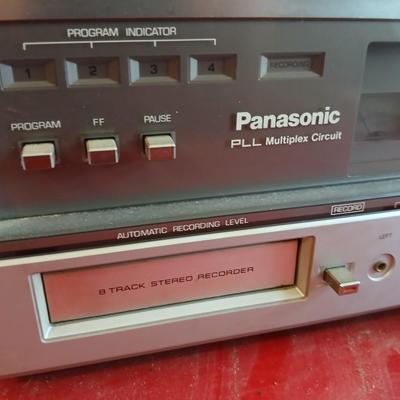 PROGRAM INDICATOR
1 2 3 4 RECORDING
PROGRAM FF PAUSE
Panasonic
PLL Multiplex Circuit
AUTOMATIC RECORDING LEVEL
RECORD
LEFT
8 TRACK STEREO RECORDER